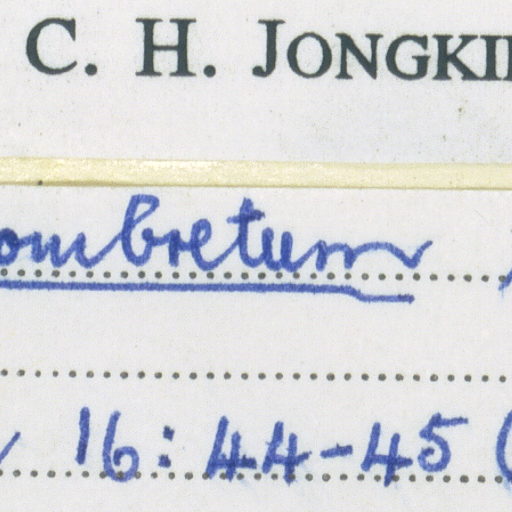 C. H. JONGKI
ombretum
16: 44-45 (